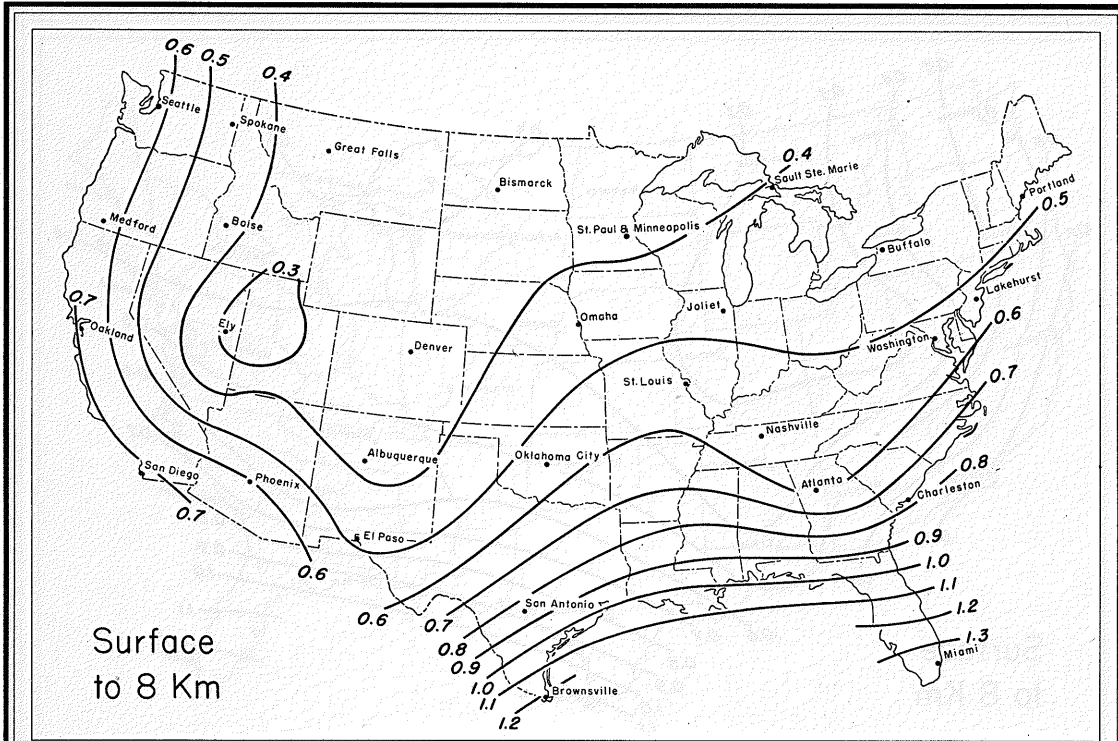 0.6
0.5
0.4
Seattle
Spokane
Great Falls
Bismarck
0.4
Sault Ste. Marie
Portland
0.5
Medford
Boise
St. Paul & Minneapolis
Buffalo
0.3
0.7
Oakland
Ely
Omaha
Joliet
Lakehurst
0.6
Washington
Denver
St. Louis
0.7
Nashville
Albuquerque
Oklahoma City
San Diego
Phoenix
0.8
Atlanta
Charleston
0.7
El Paso
0.9
0.6
1.0
1.1
0.6
San Antonio
0.7
1.2
Surface
0.8
1.3
0.9
Miami
to 8 Km
1.0
Brownsville
1.1
1.2